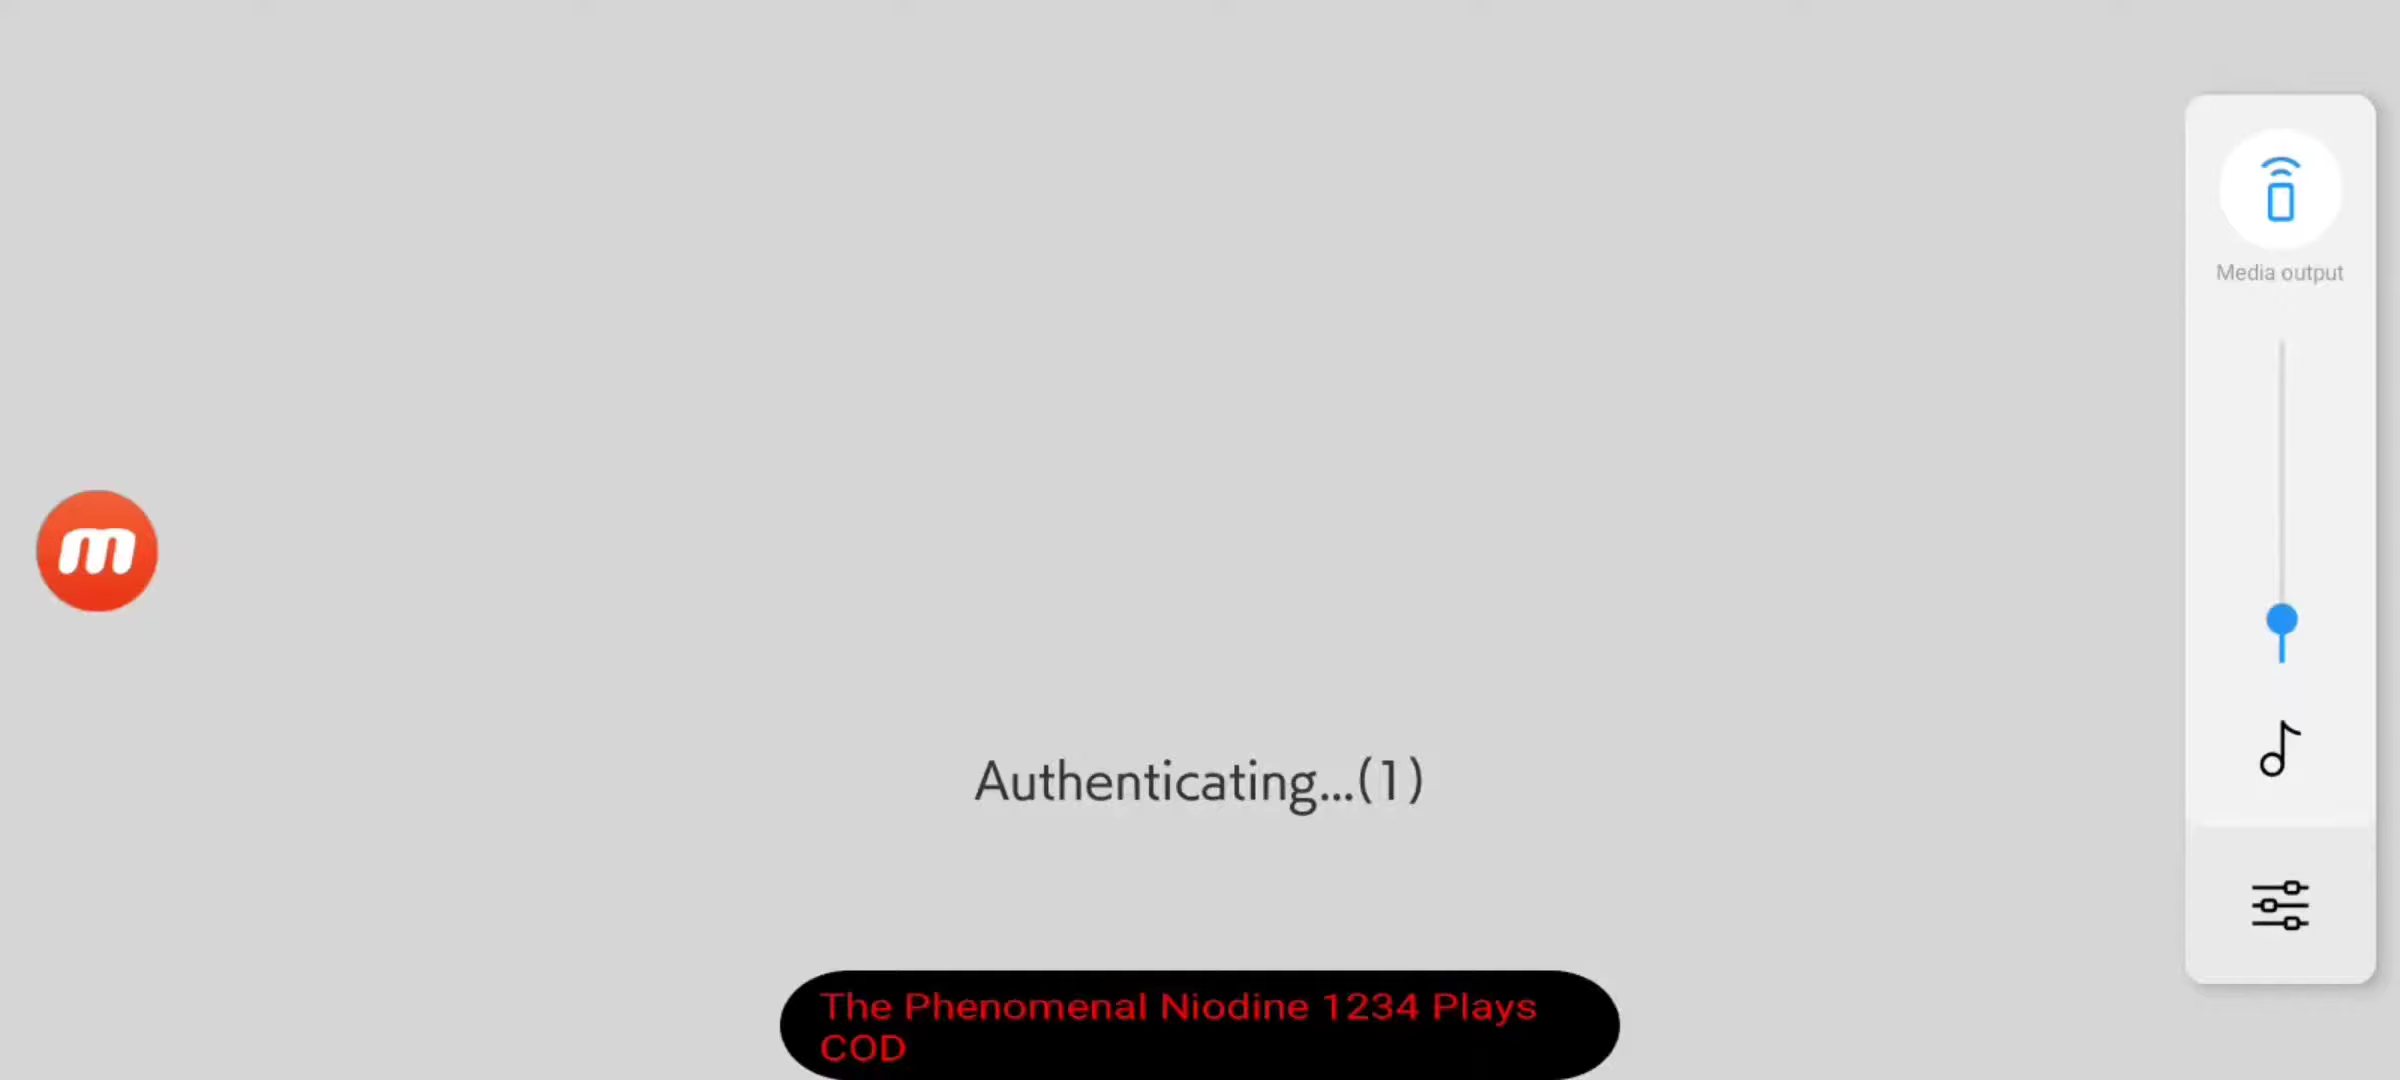 Media output
Authenticating...(1)
The Phenomenal Niodine 1234 Plays
COD